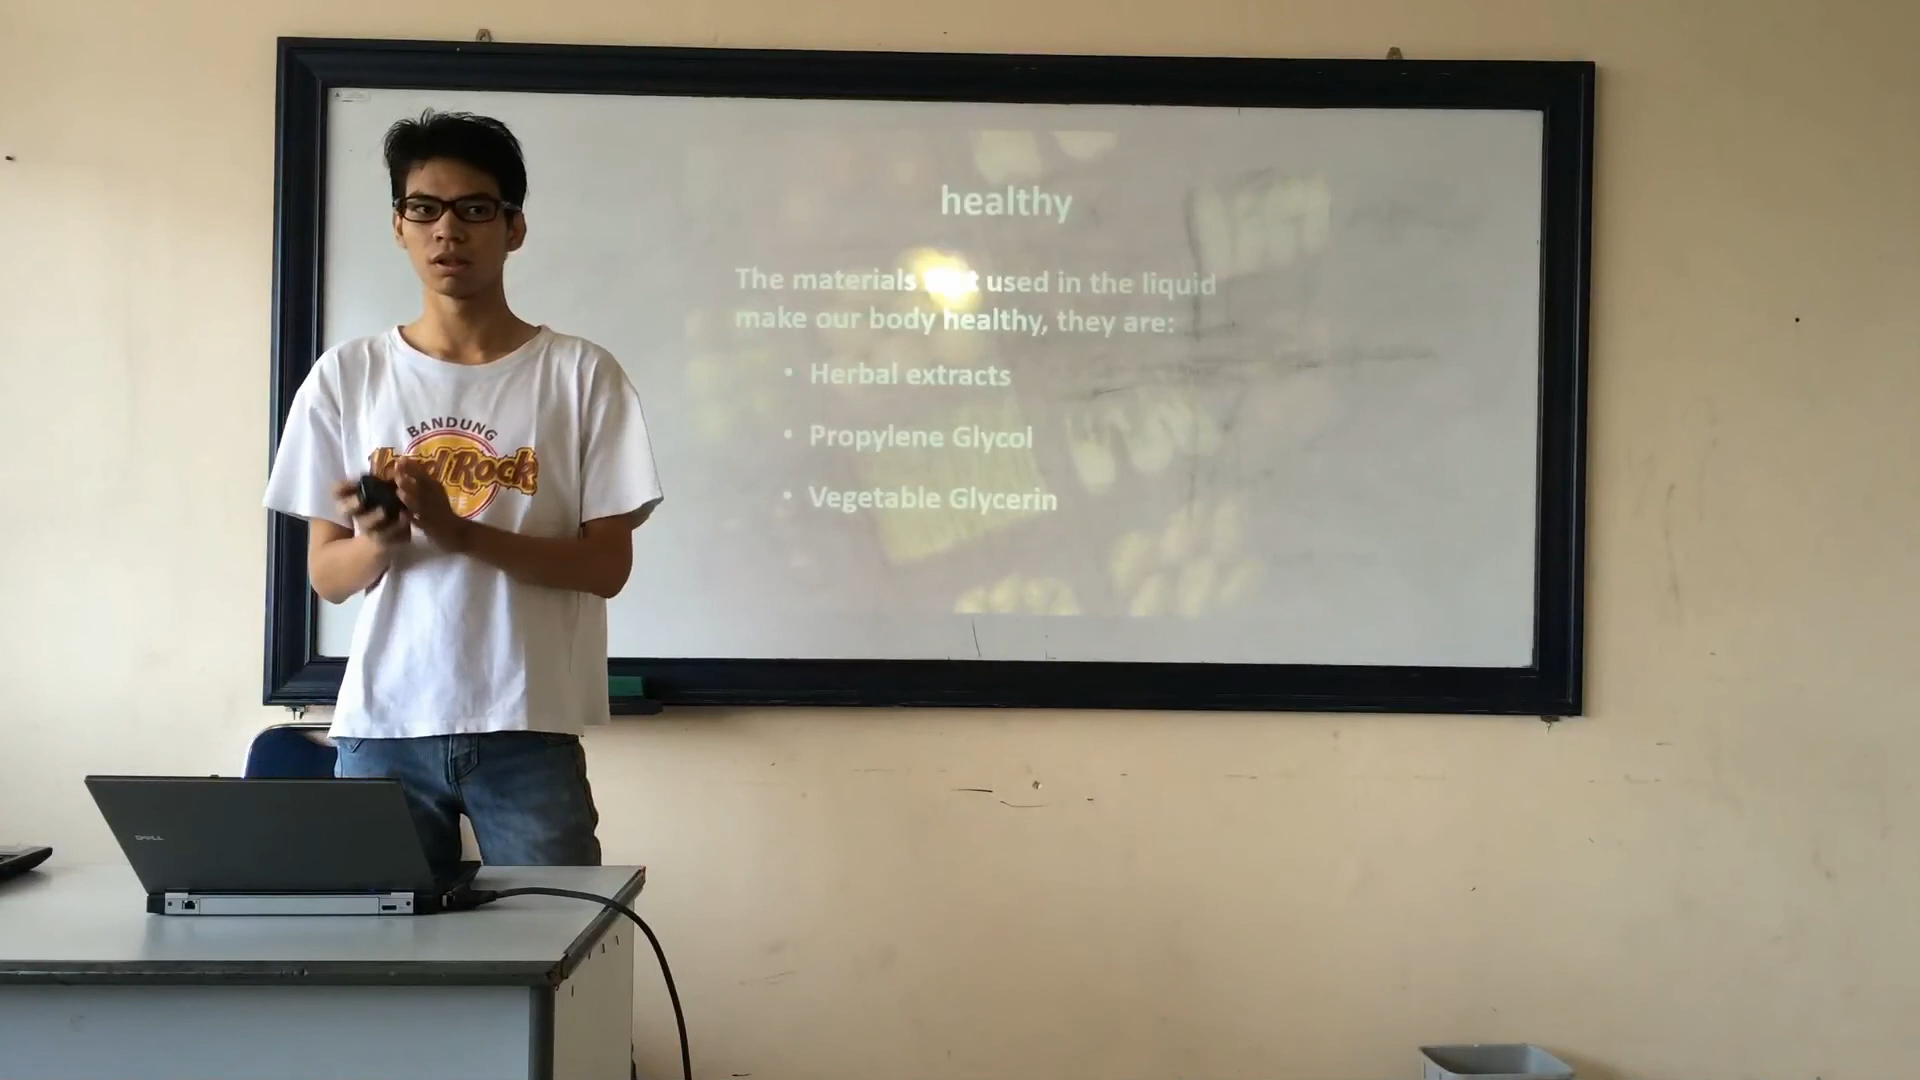 healthy
The materials used in the liquid
make our body healthy, they are:
• Herbal extracts
• Propylene Glycol
• Vegetable Glycerin
BANDUNG
Hard Rock
DELL